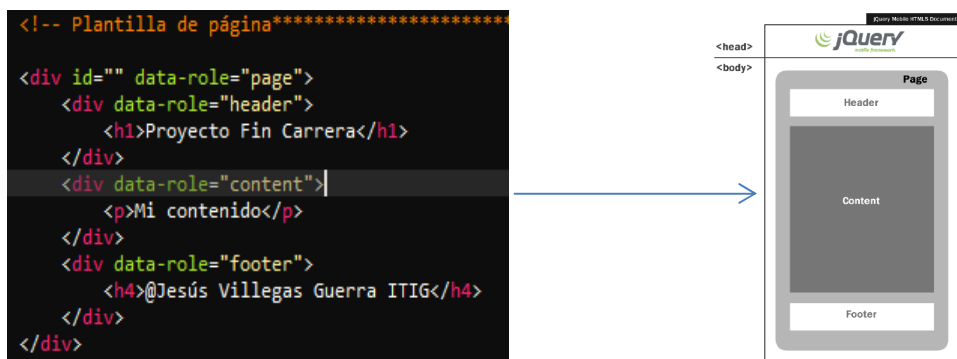 <!-- Plantilla de página************************
<div id="" data-role="page">
<div data-role="header">
<h1>Proyecto Fin Carrera</h1>
</div>
<div data-role="content">
<p>Mi contenido</p>
</div>
<div data-role="footer">
<h4>@Jesús Villegas Guerra ITIG</h4>
</div>
</div>
jQuery Mobile HTML5 Document
<head>
jQuery
mobile framework
<body>
Page
Header
Content
Footer